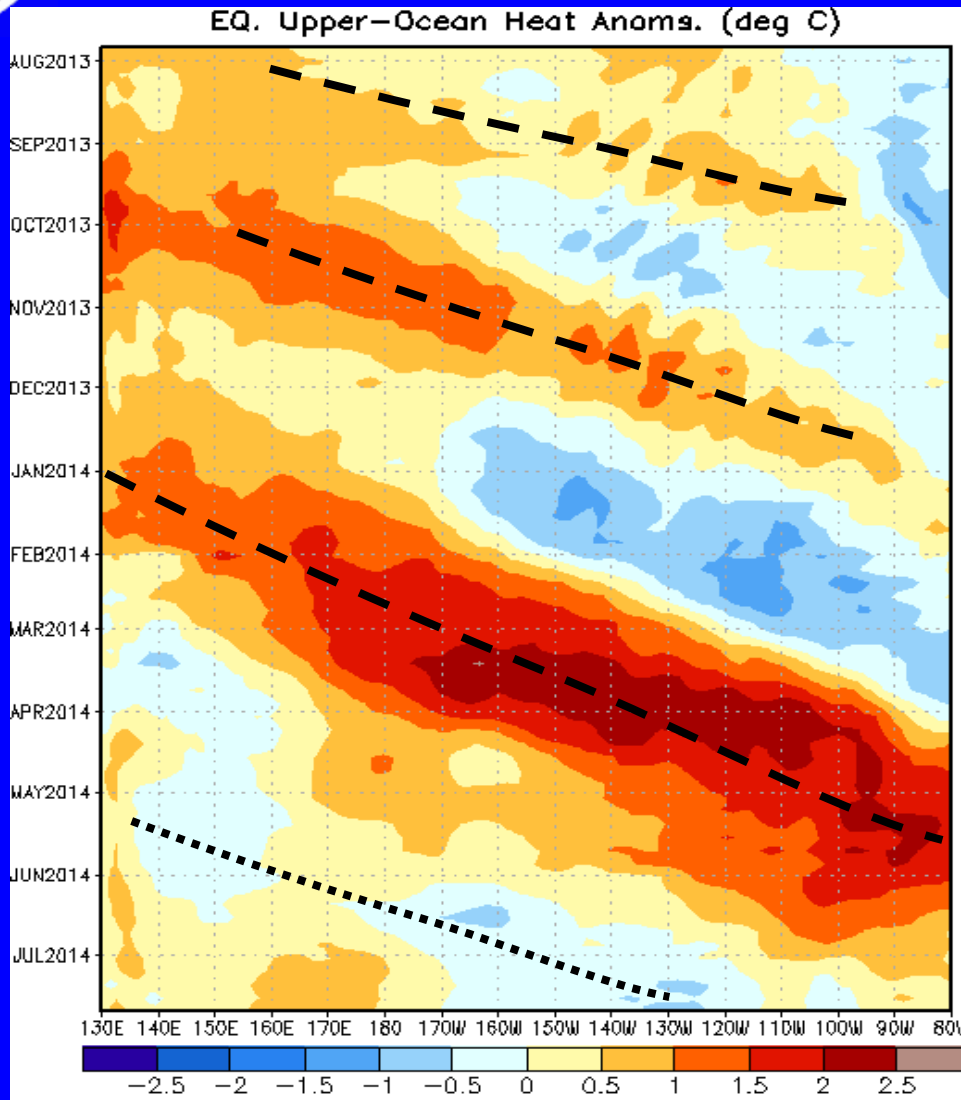 EQ. Upper-Ocean Heat Anoms. (deg C)
AUG2013
SEP2013
OCT2013
NOV2013
DEC2013
JAN2014
FEB2014
MAR2014
APR2014
MAY2014
JUN2014
JUL2014
130E 140E 150E 160E 170E 180 170W 160W 150W 140W 130W 120W 110W 100W 90W 80W
-2.5 -2 -1.5 -1 -0.5 0 0.5 1 1.5 2 2.5